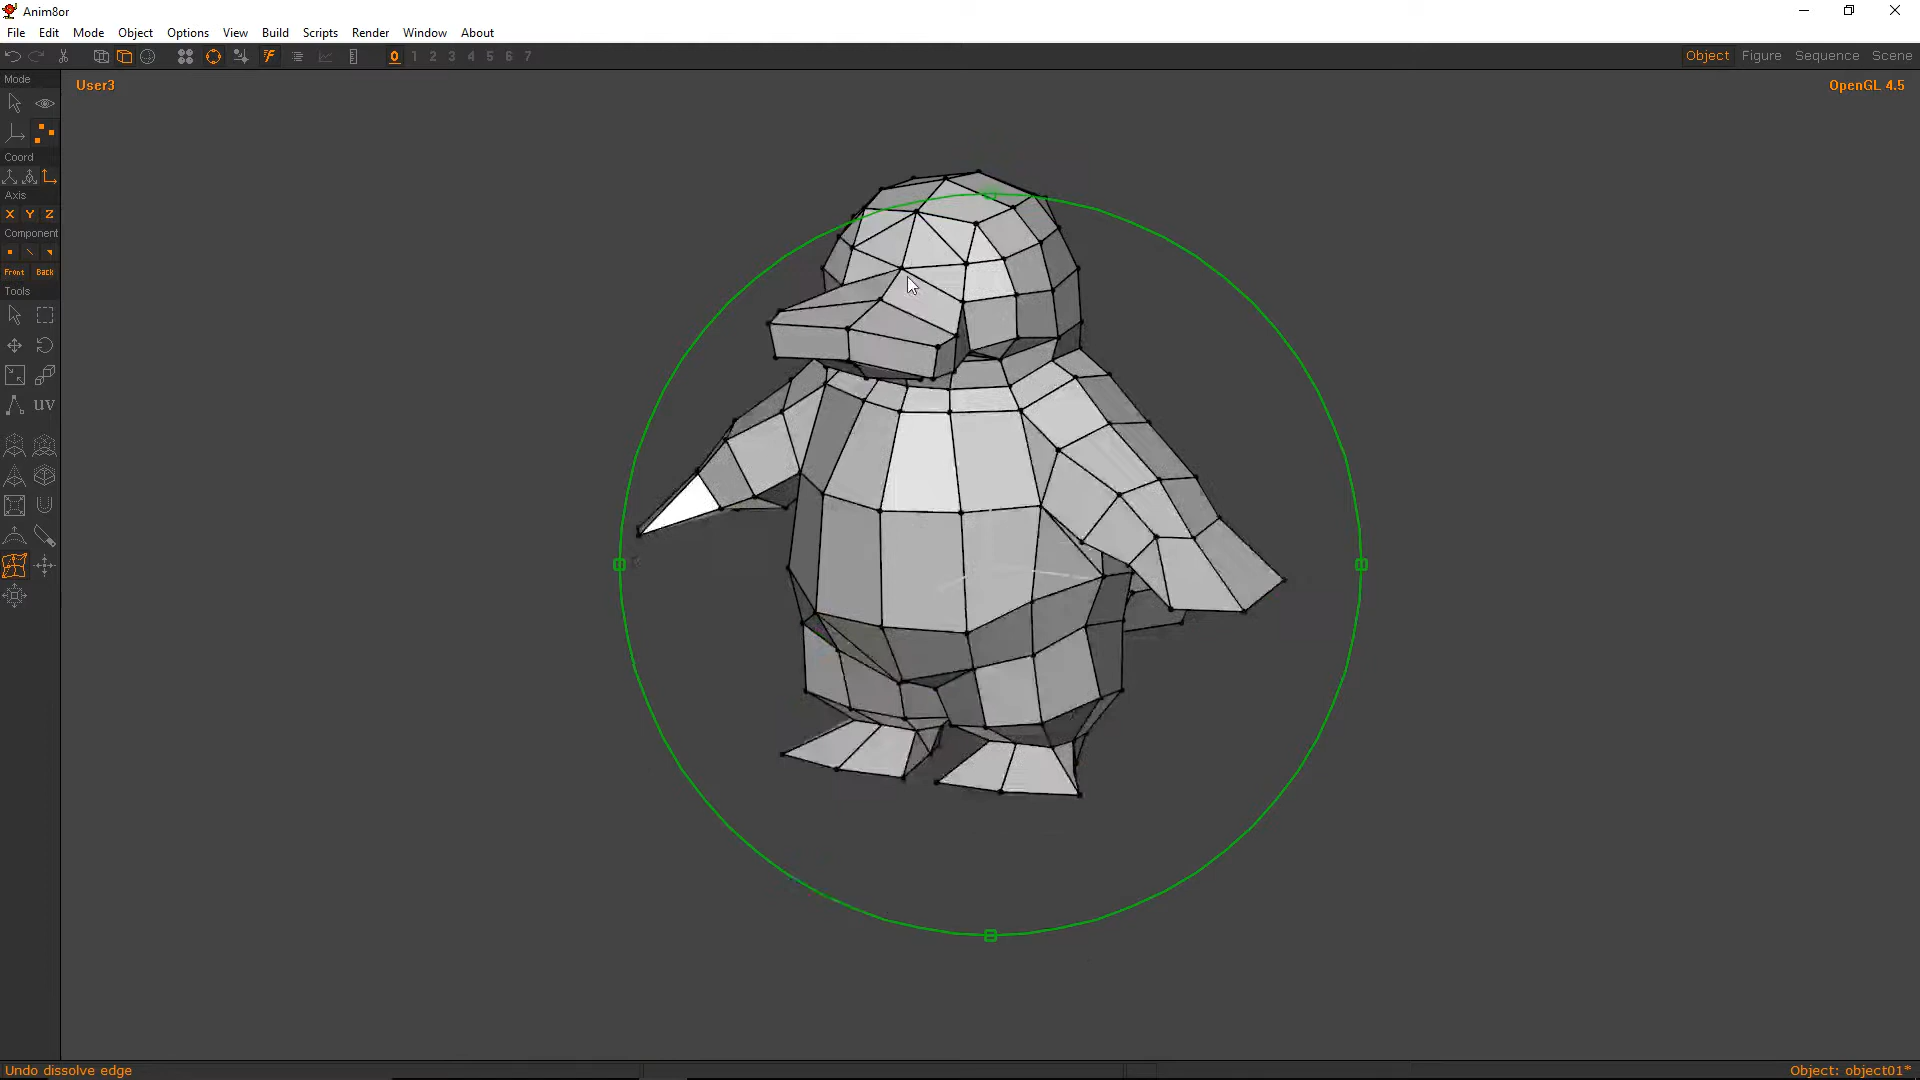 Anim8or
File Edit Mode Object Options View Build Scripts Render Window About
0 1 2 3 4 5 6 7
Object Figure Sequence Scene
Mode
User3
OpenGL 4.5
Coord
Axis
X Y Z
Component
Front Back
Tools
UV
Undo dissolve edge
Object: object01*